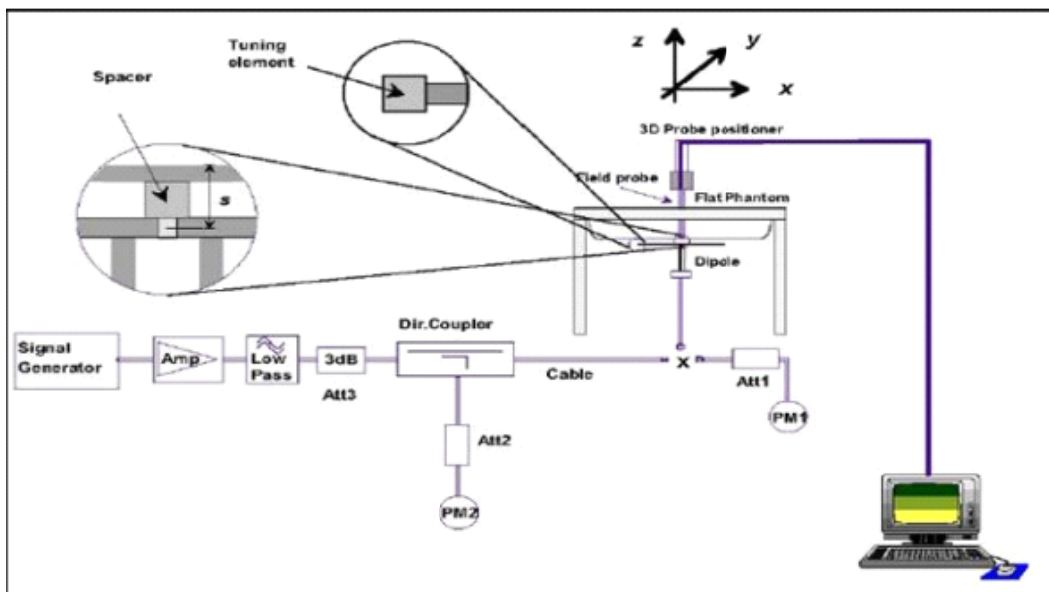 Tuning
element
Spacer
s
z
y
x
3D Probe positioner
Field probe
Flat Phantom
Dipole
Signal
Generator
Amp
Low
Pass
3dB
Att3
Dir.Coupler
Cable
x
Att1
PM1
Att2
PM2